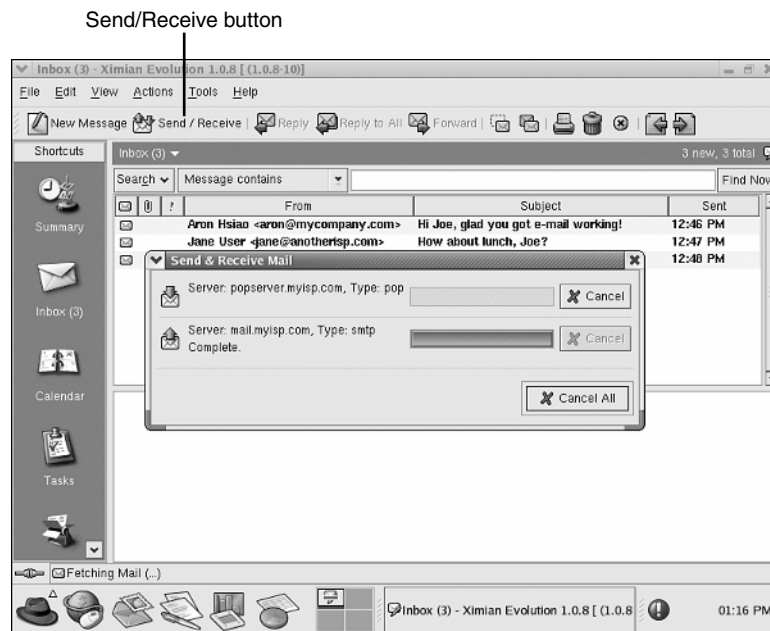 Send/Receive button
Inbox (3) - Ximian Evolution 1.0.8 [ (1.0.8-10)]
File Edit View Actions Tools Help
New Message Send / Receive Reply Reply to All Forward
Shortcuts Inbox (3) 3 new, 3 total
Search Message contains Find Now
! From Subject Sent
Summary
Aron Hsiao <aron@mycompany.com> Hi Joe, glad you got e-mail working! 12:46 PM
Jane User <jane@anotherisp.com> How about lunch, Joe? 12:47 PM
12:48 PM
Send & Receive Mail
Server: popserver.myisp.com, Type: pop Cancel
Server: mail.myisp.com, Type: smtp
Complete. Cancel
Cancel All
Inbox (3)
Calendar
Tasks
Fetching Mail (...)
Inbox (3) - Ximian Evolution 1.0.8 [ (1.0.8 01:16 PM